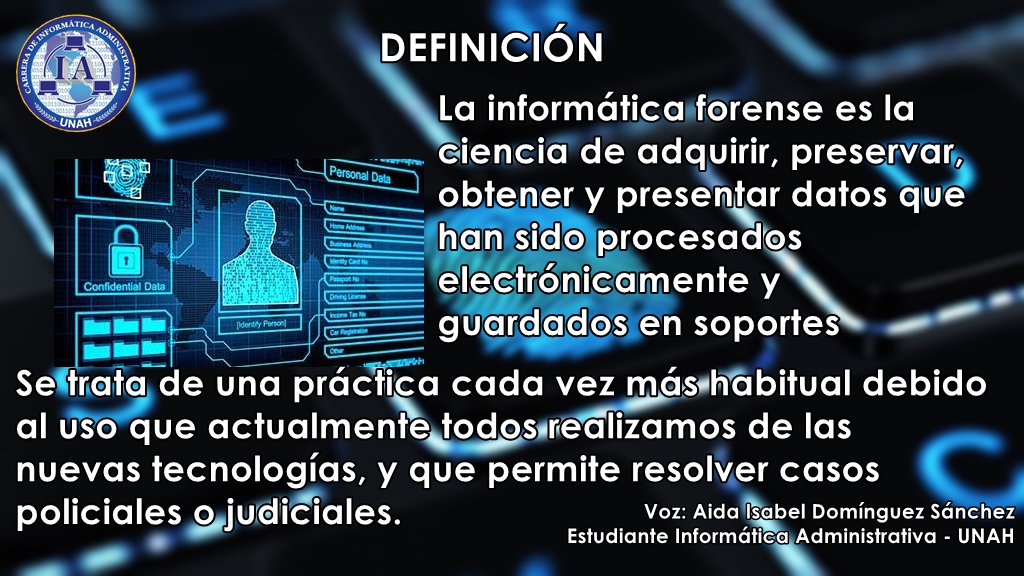 CARRERA DE INFORMÁTICA ADMINISTRATIVA
IA
UNAH
DEFINICIÓN
La informática forense es la
ciencia de adquirir, preservar,
obtener y presentar datos que
han sido procesados
electrónicamente y
guardados en soportes
Personal Data
Name
Home Address
Business Address
Identity Card No
Passport No
Driving License
Income Tax No
Car Registration
Other
Confidential Data
[Identify Person]
Se trata de una práctica cada vez más habitual debido
al uso que actualmente todos realizamos de las
nuevas tecnologías, y que permite resolver casos
policiales o judiciales.
Voz: Aida Isabel Domínguez Sánchez
Estudiante Informática Administrativa - UNAH
E
D
C